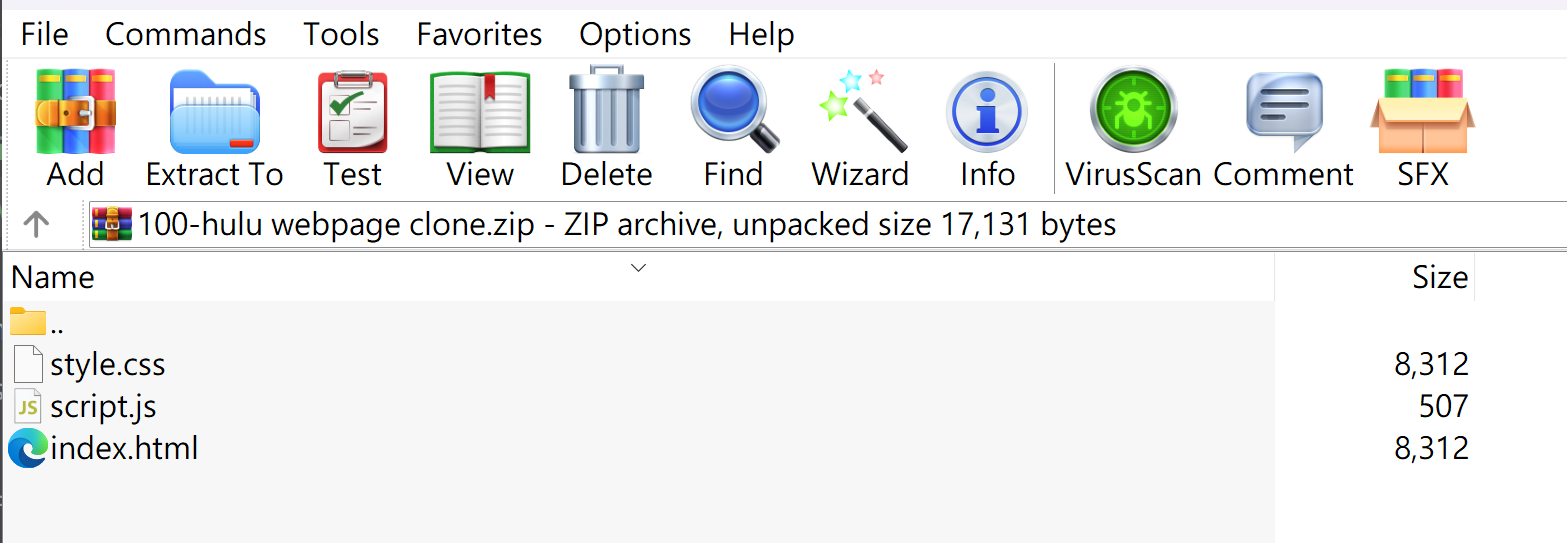 File Commands Tools Favorites Options Help
Add Extract To Test View Delete Find Wizard Info VirusScan Comment SFX
100-hulu webpage clone.zip - ZIP archive, unpacked size 17,131 bytes
Name Size
..
style.css 8,312
JS script.js 507
index.html 8,312